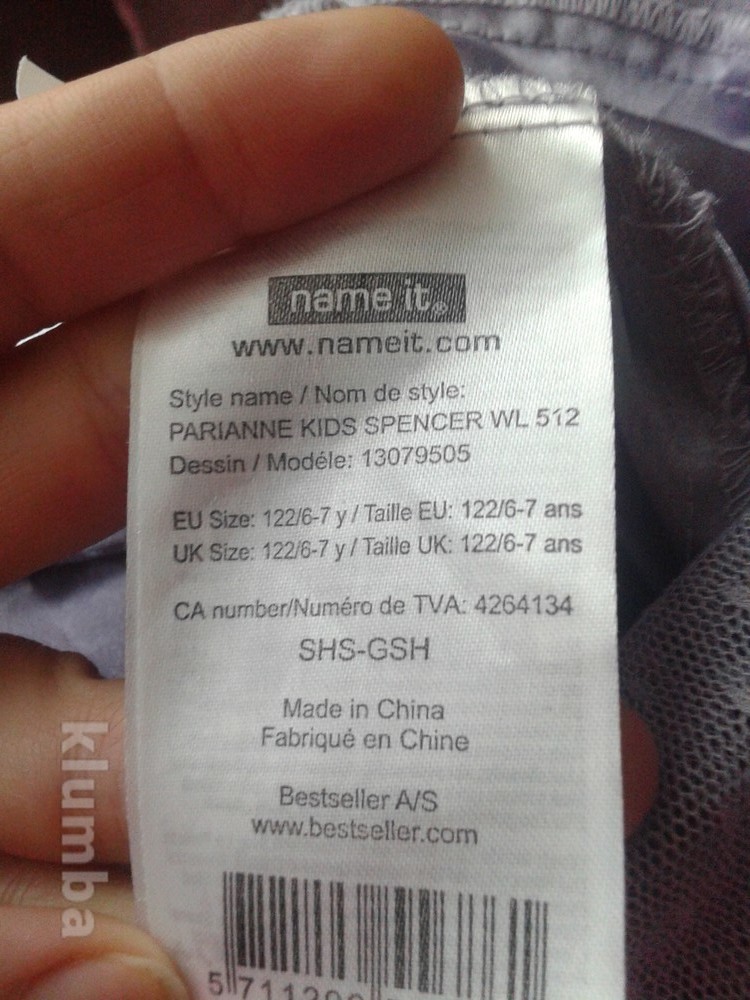 name it®
www.nameit.com
Style name / Nom de style:
PARIANNE KIDS SPENCER WL 512
Dessin / Modéle: 13079505
EU Size: 122/6-7 y / Taille EU: 122/6-7 ans
UK Size: 122/6-7 y / Taille UK: 122/6-7 ans
CA number/Numéro de TVA: 4264134
SHS-GSH
Made in China
Fabriqué en Chine
Bestseller A/S
www.bestseller.com
klumba